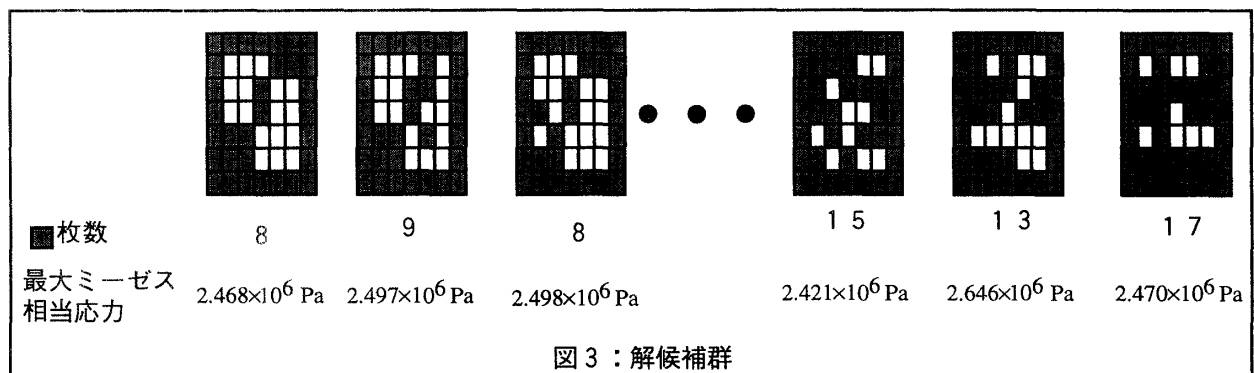 ■枚数 8 9 8 15 13 17
最大ミーゼス
相当応力 2.468×10⁶ Pa 2.497×10⁶ Pa 2.498×10⁶ Pa 2.421×10⁶ Pa 2.646×10⁶ Pa 2.470×10⁶ Pa
図3：解候補群